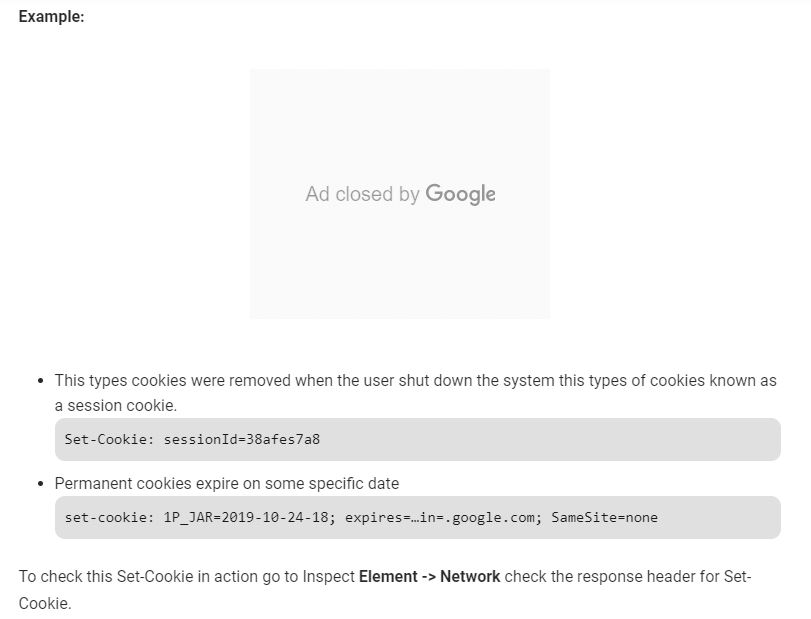 Example:
Ad closed by Google
This types cookies were removed when the user shut down the system this types of cookies known as
a session cookie.
Set-Cookie: sessionId=38afes7a8
Permanent cookies expire on some specific date
set-cookie: 1P_JAR=2019-10-24-18; expires=…in=.google.com; SameSite=none
To check this Set-Cookie in action go to Inspect Element -> Network check the response header for Set-
Cookie.